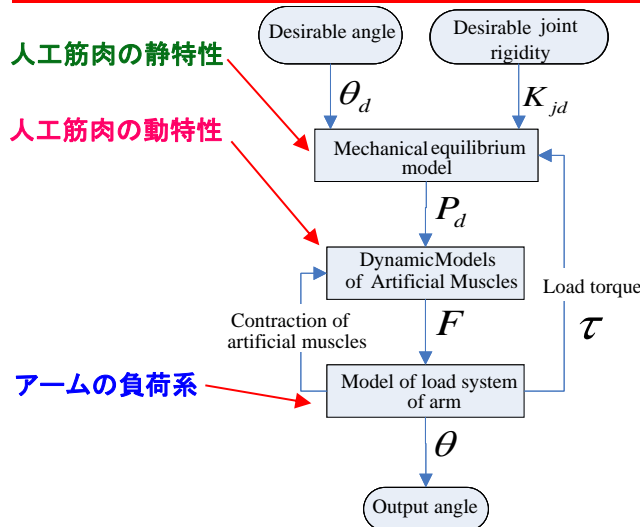 Desirable angle
Desirable joint
rigidity
人工筋肉の静特性
θd
Kjd
人工筋肉の動特性
Mechanical equilibrium
model
Pd
DynamicModels
of Artificial Muscles
Load torque
τ
Contraction of
artificial muscles
F
アームの負荷系
Model of load system
of arm
θ
Output angle